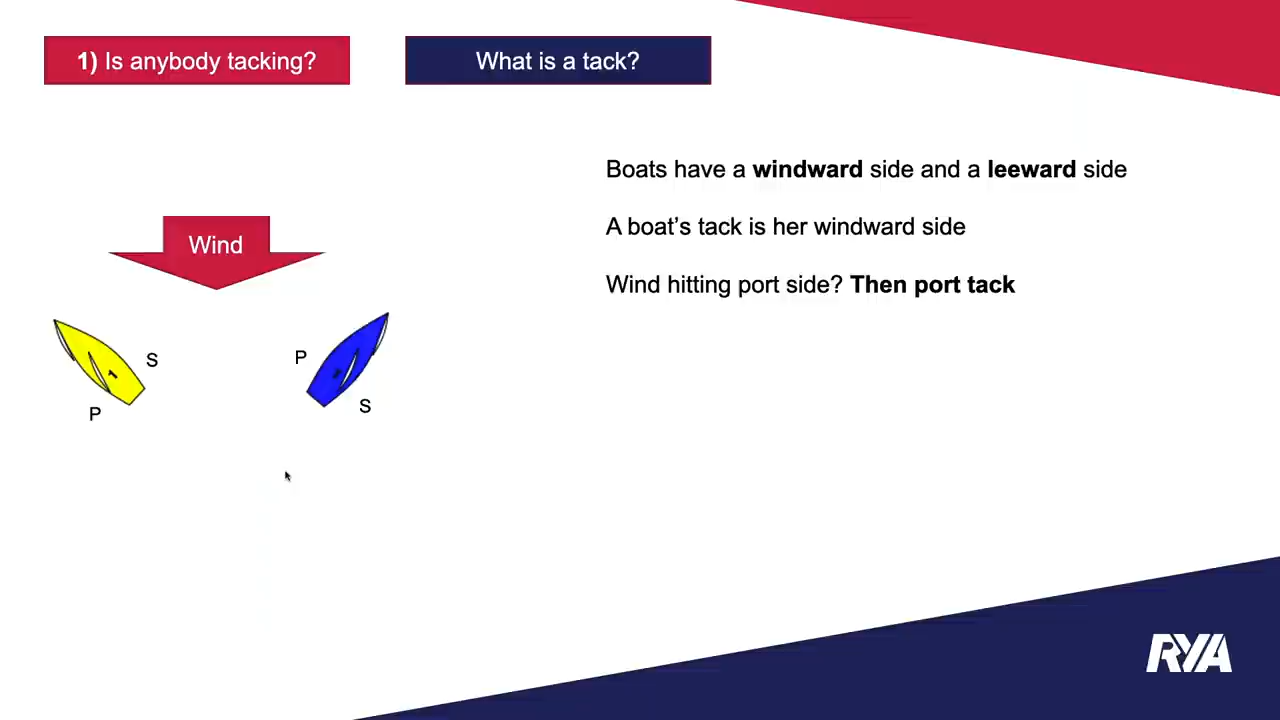 1) Is anybody tacking?
What is a tack?
Boats have a windward side and a leeward side
A boat’s tack is her windward side
Wind hitting port side? Then port tack
Wind
S
P
1
P
S
RYA